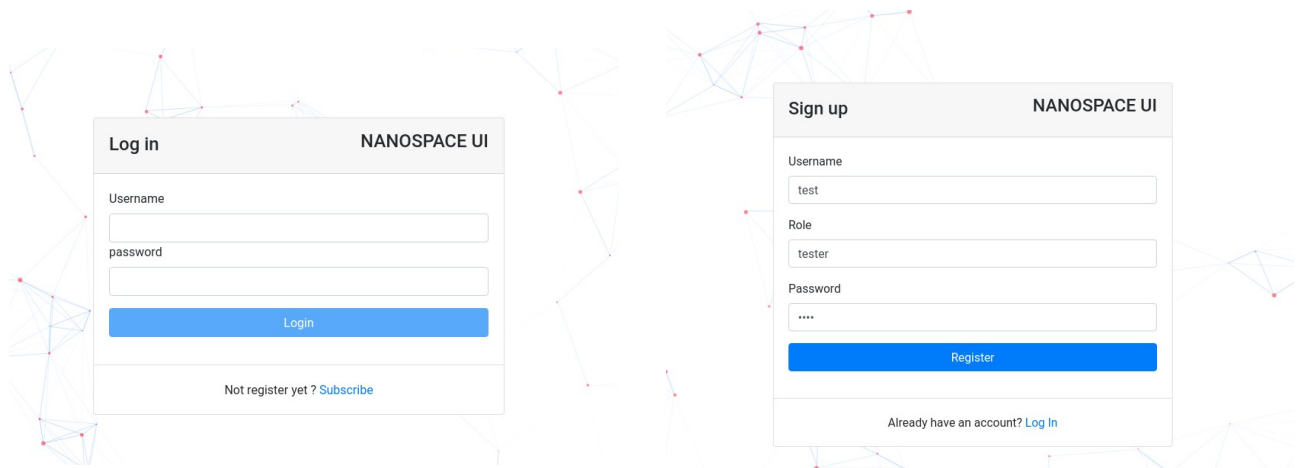 Log in NANOSPACE UI
Username
password
Login
Not register yet ? Subscribe
Sign up NANOSPACE UI
Username
test
Role
tester
Password
••••
Register
Already have an account? Log In